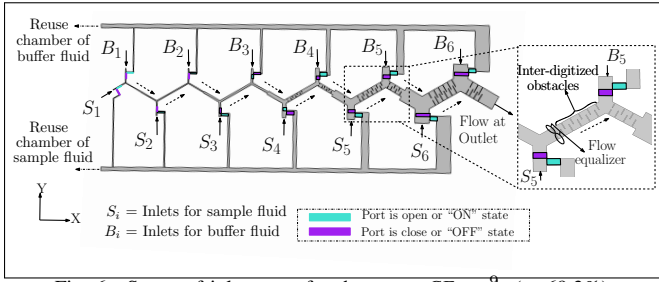 Reuse
chamber of
buffer fluid
B1 B2 B3 B4 B5 B6
B5
Inter-digitized
obstacles
S1
S2 S3 S4 S5 S6
Flow at
Outlet
Flow
equalizer
S5
Reuse
chamber of
sample fluid
Y
X
Si = Inlets for sample fluid
Bi = Inlets for buffer fluid
Port is open or “ON” state
Port is close or “OFF” state